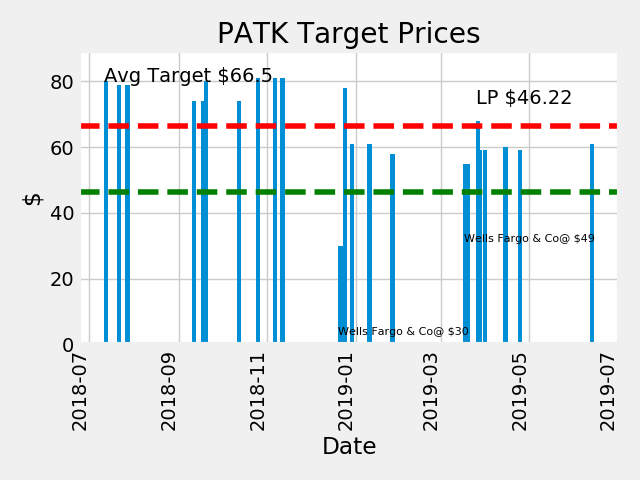 PATK Target Prices
Avg Target $66.5
LP $46.22
80
60
40
20
0
$
Wells Fargo & Co@ $49
Wells Fargo & Co@ $30
2018-07
2018-09
2018-11
2019-01
2019-03
2019-05
2019-07
Date